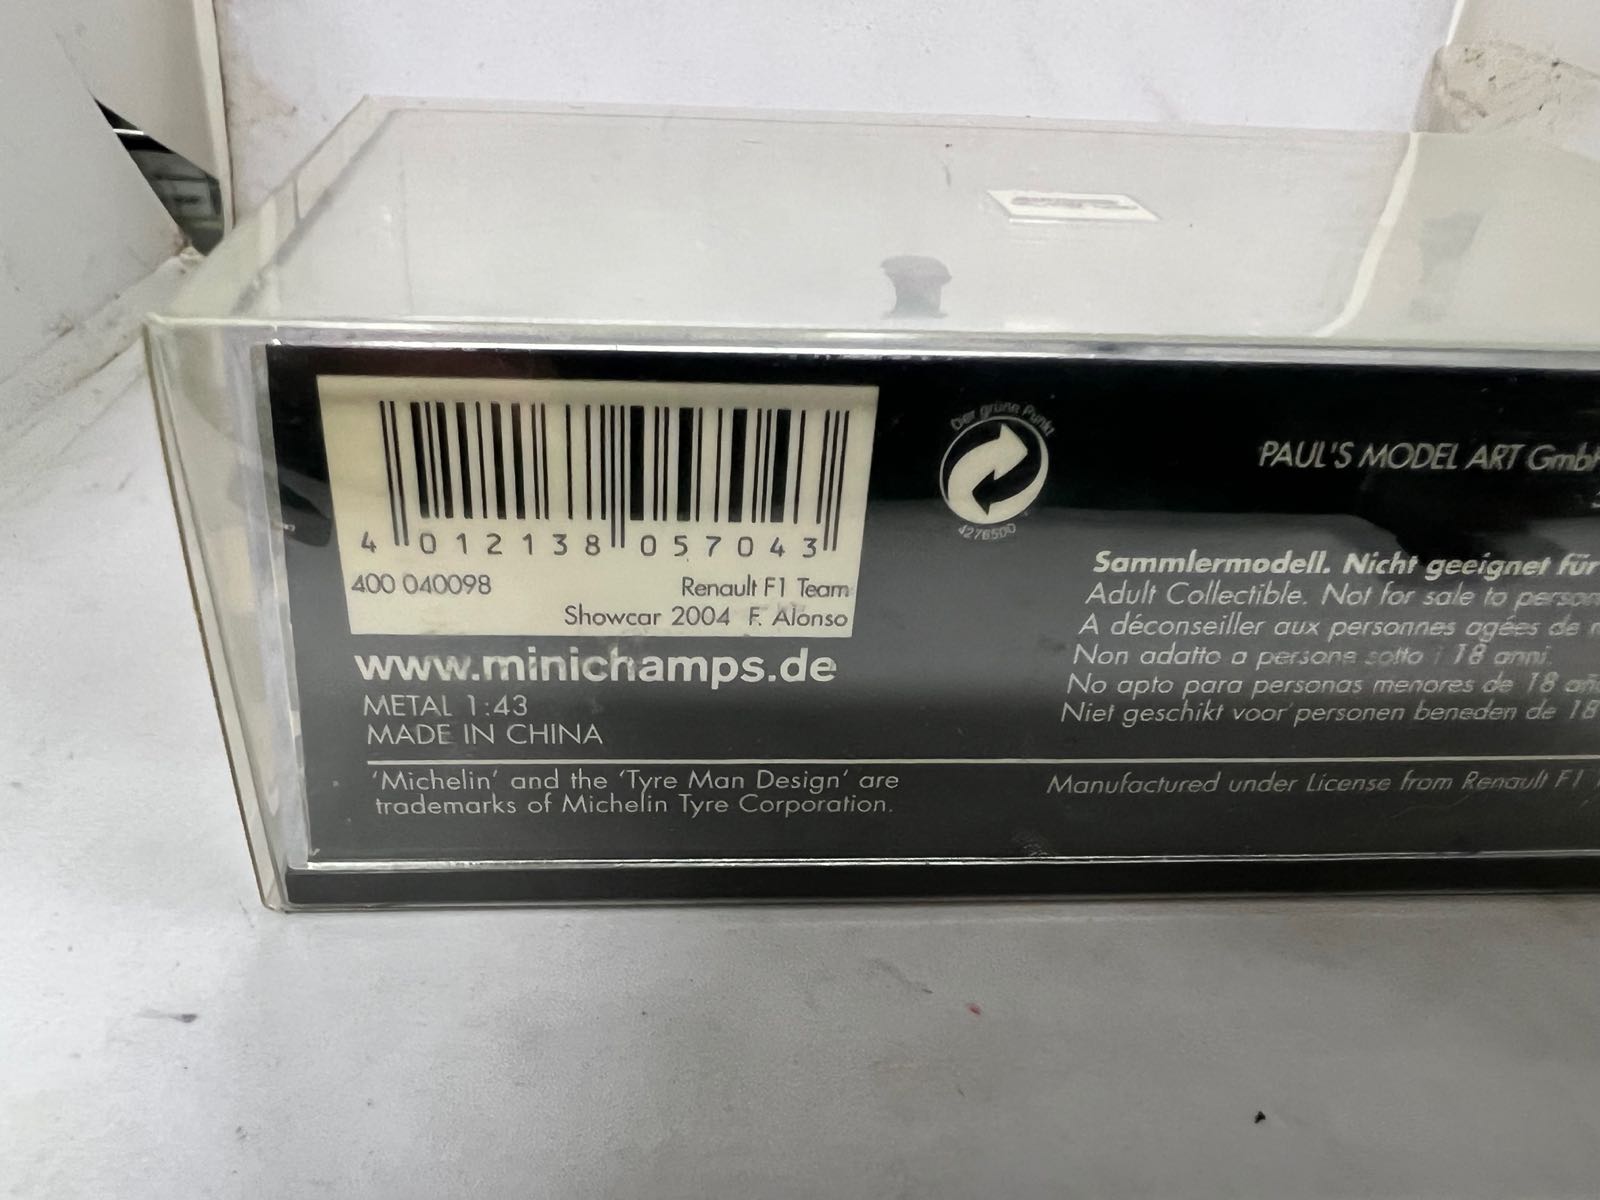 4 012138 057043
400 040098 Renault F1 Team
Showcar 2004 F. Alonso
www.minichamps.de
METAL 1:43
MADE IN CHINA
'Michelin' and the 'Tyre Man Design' are
trademarks of Michelin Tyre Corporation.
Der grüne Punkt
4276500
PAUL'S MODEL ART
Sammlermodell. Nicht geeignet für
Adult Collectible. Not for sale to
A déconseiller aux personnes agées de
Non adatto a persone sotto i 18 anni.
No apto para personas menores de 18
Niet geschikt voor personen beneden de 18
Manufactured under License from Renault F1